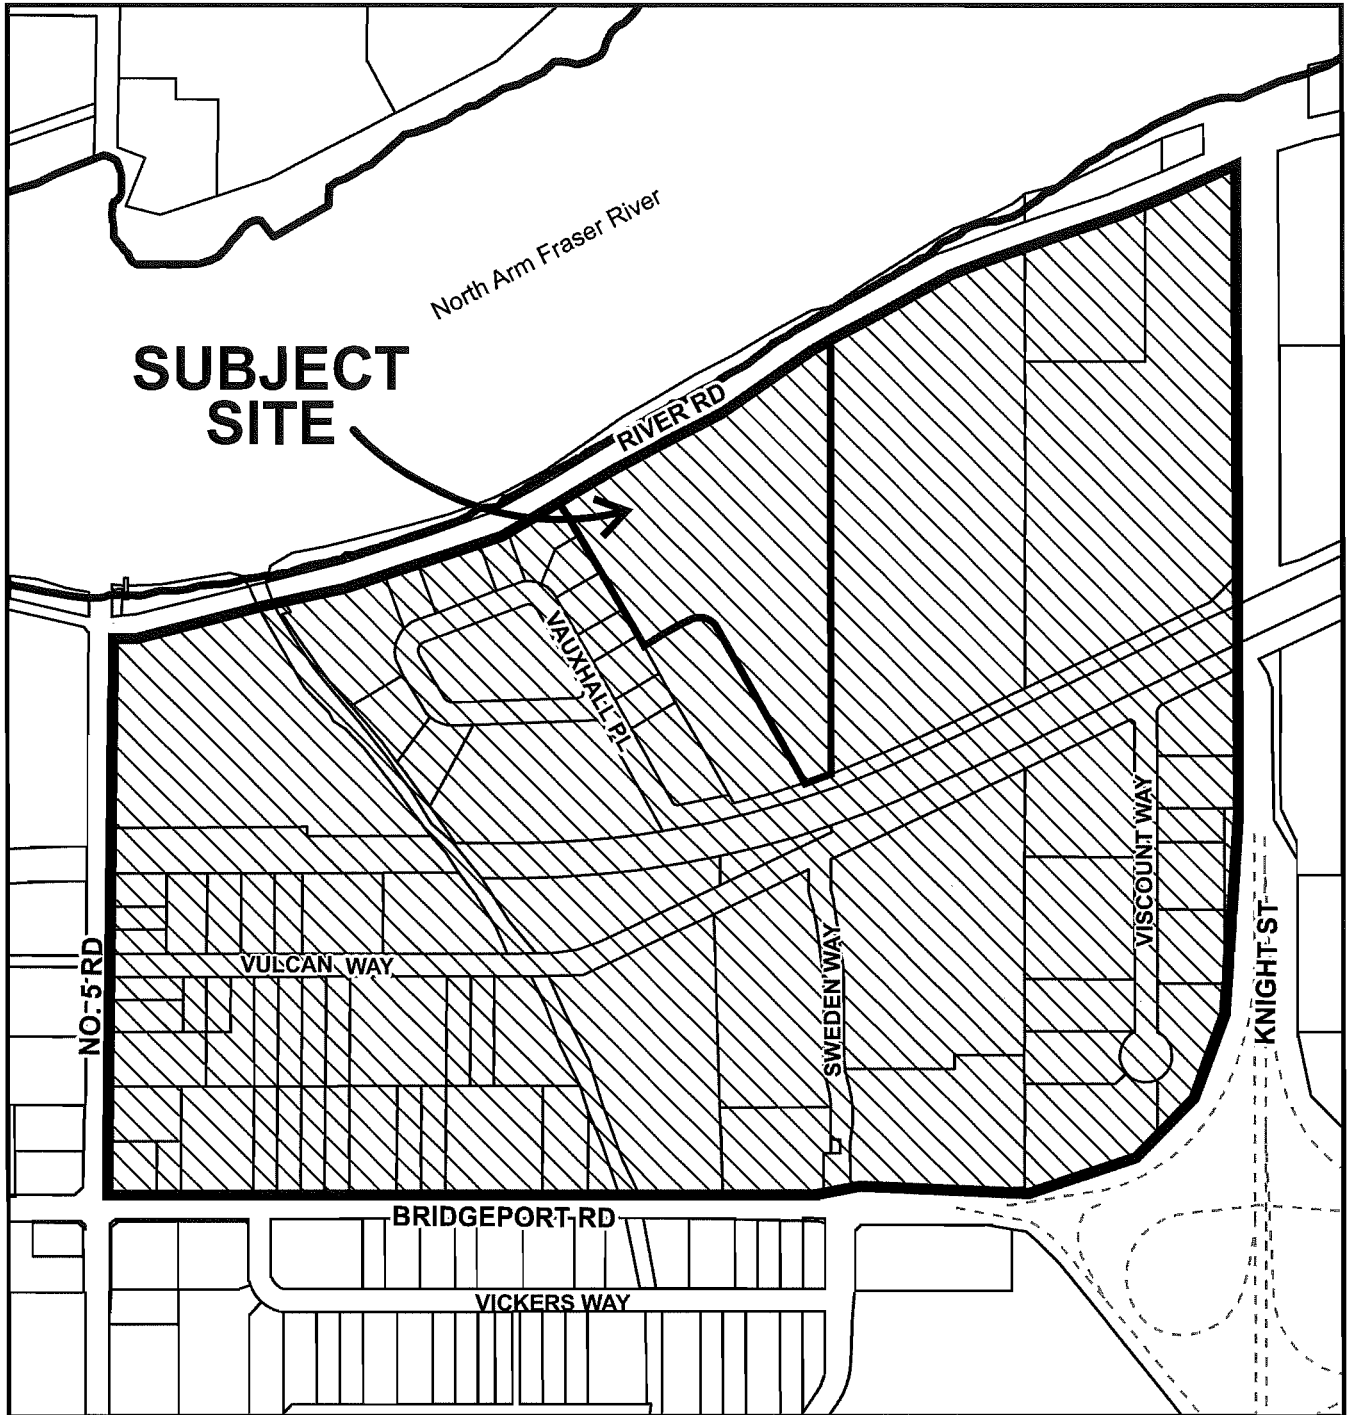 North Arm Fraser River
SUBJECT
SITE
RIVER RD
VAUXHALL PL
VISCOUNT WAY
KNIGHT ST
NO. 5 RD
VULCAN WAY
SWEDEN WAY
BRIDGEPORT RD
VICKERS WAY